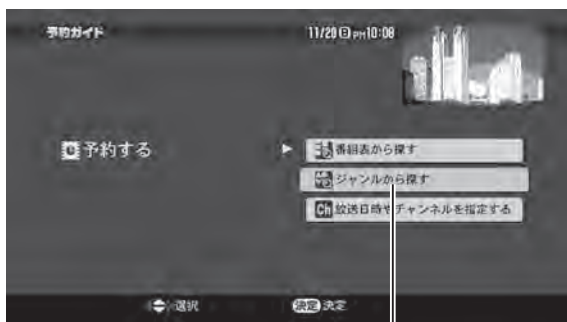 予約ガイド
11/20 日 PM10:08
予約する
番組表から探す
ジャンルから探す
Ch 放送日時やチャンネルを指定する
選択 決定 決定